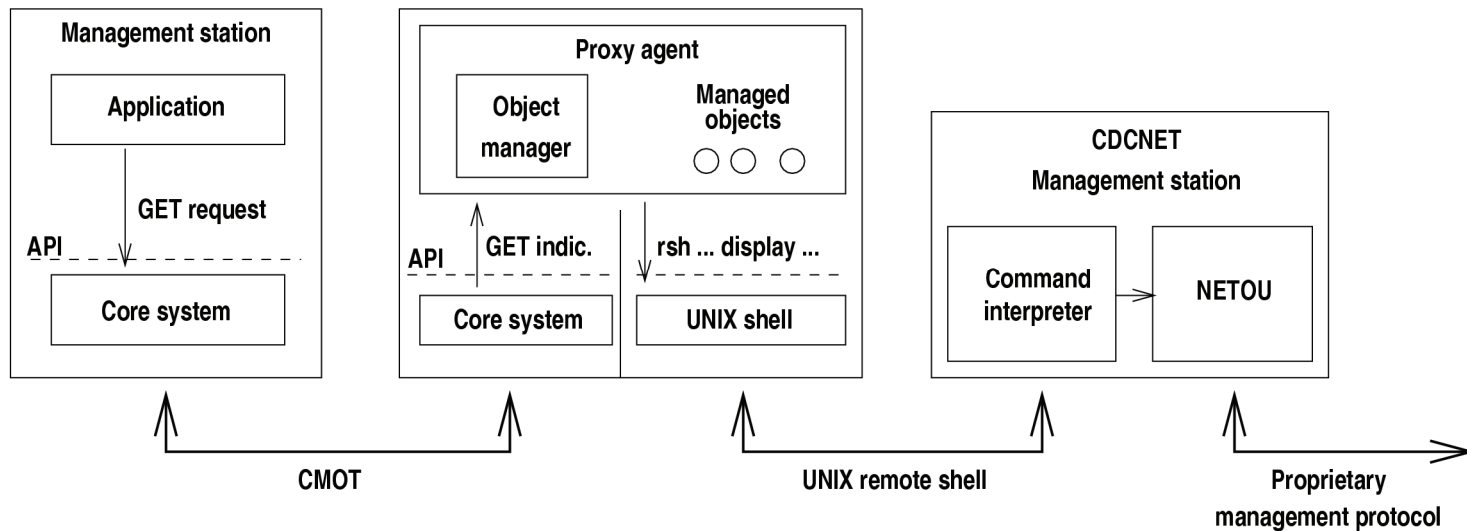 Management station
Application
GET request
API
Core system
Proxy agent
Object
manager
Managed
objects
API
GET indic.
rsh ... display ...
Core system
UNIX shell
CDCNET
Management station
Command
interpreter
NETOU
CMOT
UNIX remote shell
Proprietary
management protocol